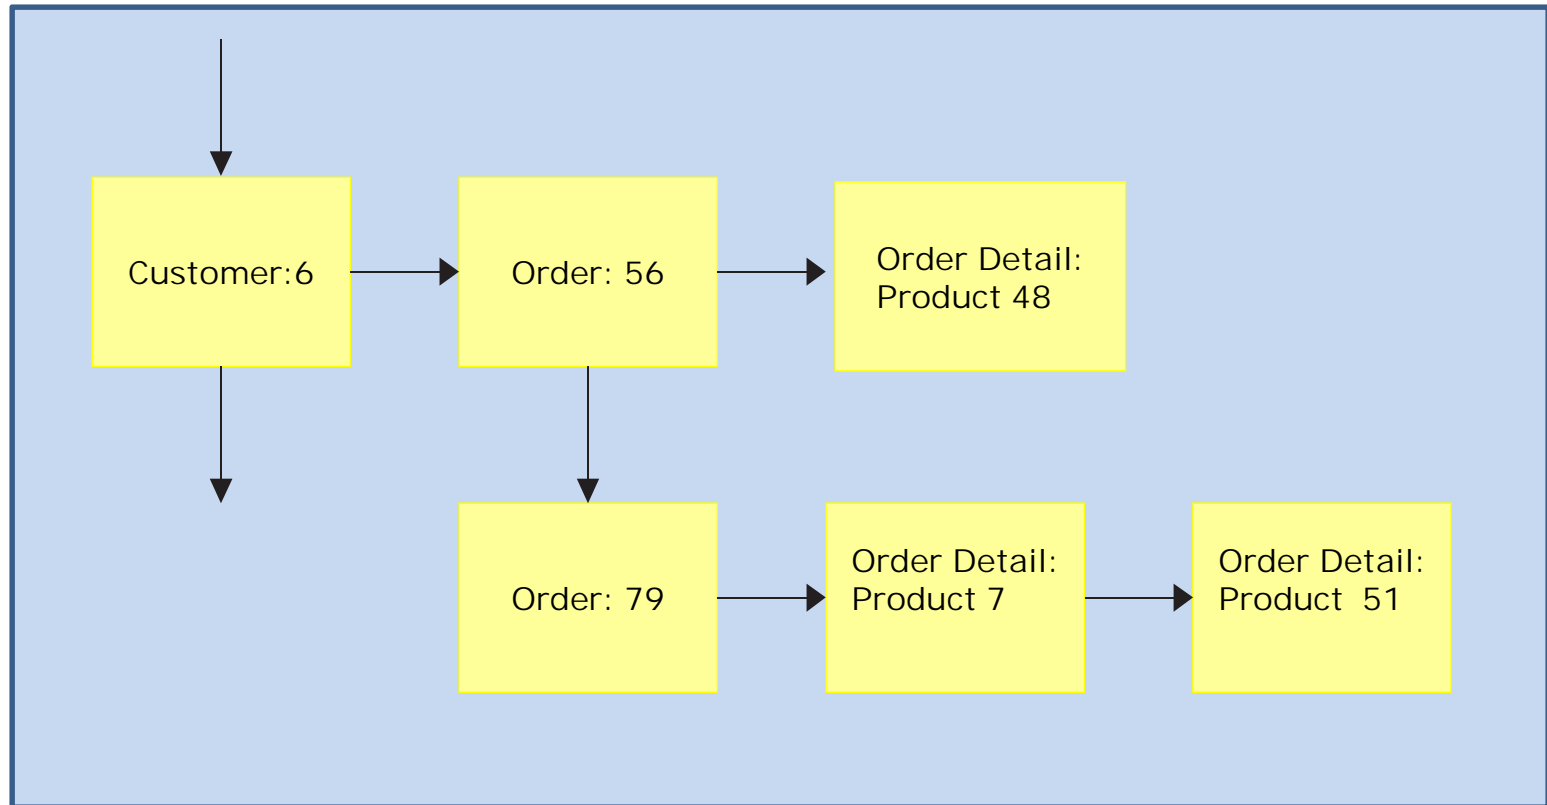 Customer:6
Order: 56
Order Detail:
Product 48
Order: 79
Order Detail:
Product 7
Order Detail:
Product  51